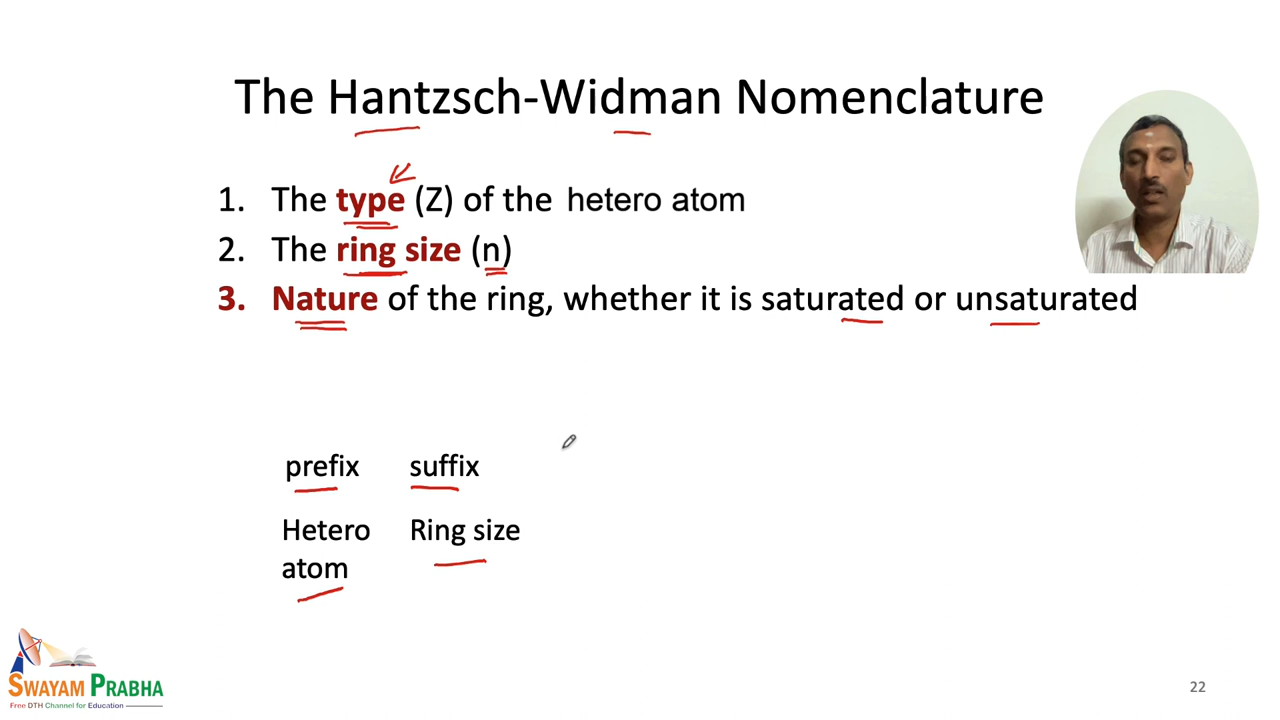 The Hantzsch-Widman Nomenclature
1. The type (Z) of the hetero atom
2. The ring size (n)
3. Nature of the ring, whether it is saturated or unsaturated
prefix suffix
Hetero Ring size
atom
SWAYAM PRABHA
Free DTH Channel for Education
22